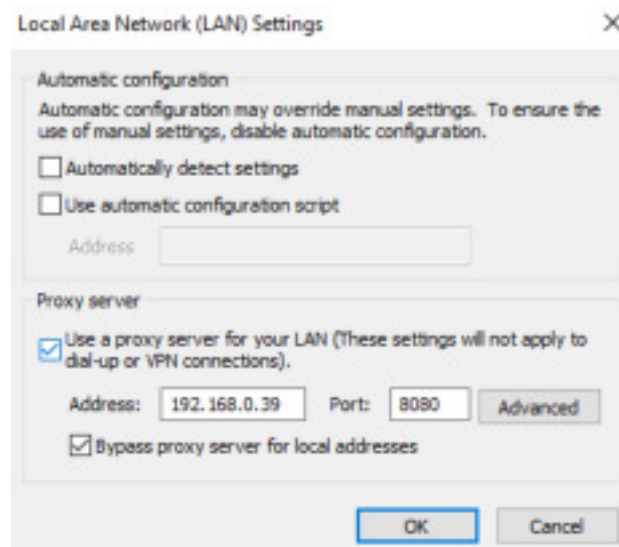 Local Area Network (LAN) Settings
Automatic configuration
Automatic configuration may override manual settings. To ensure the
use of manual settings, disable automatic configuration.
Automatically detect settings
Use automatic configuration script
Address
Proxy server
Use a proxy server for your LAN (These settings will not apply to
dial-up or VPN connections).
Address: 192.168.0.39 Port: 8080 Advanced
Bypass proxy server for local addresses
OK Cancel